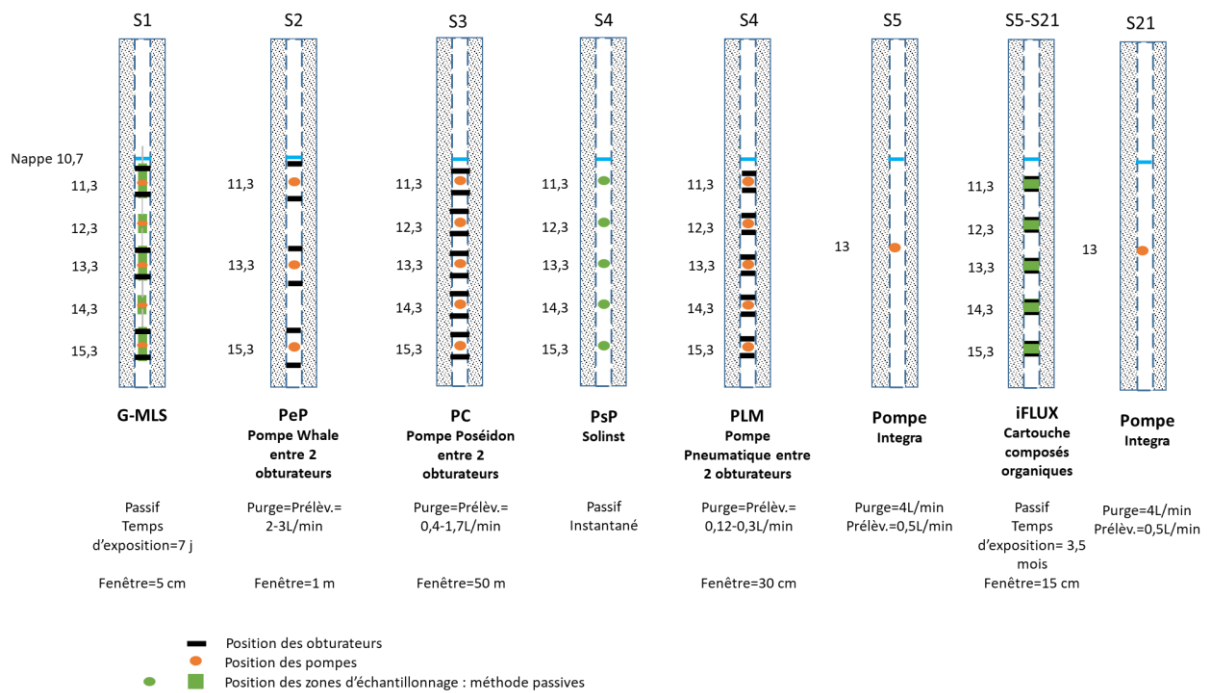 S1
S2
S3
S4
S4
S5
S5-S21
S21
Nappe 10,7
11,3
12,3
13,3
14,3
15,3
11,3
13,3
15,3
11,3
12,3
13,3
14,3
15,3
11,3
12,3
13,3
14,3
15,3
11,3
12,3
13,3
14,3
15,3
13
11,3
12,3
13,3
14,3
15,3
13
G-MLS
Passif
Temps
d'exposition=7 j
Fenêtre=5 cm
PeP
Pompe Whale
entre 2
obturateurs
Purge=Prélèv.=
2-3L/min
Fenêtre=1 m
PC
Pompe Poséidon
entre 2
obturateurs
Purge=Prélèv.=
0,4-1,7L/min
Fenêtre=50 m
PsP
Solinst
Passif
Instantané
PLM
Pompe
Pneumatique entre
2 obturateurs
Purge=Prélèv.=
0,12-0,3L/min
Fenêtre=30 cm
Pompe
Integra
Purge=4L/min
Prélèv.=0,5L/min
iFLUX
Cartouche
composés
organiques
Passif
Temps
d'exposition= 3,5
mois
Fenêtre=15 cm
Pompe
Integra
Purge=4L/min
Prélèv.=0,5L/min
Position des obturateurs
Position des pompes
Position des zones d'échantillonnage : méthode passives